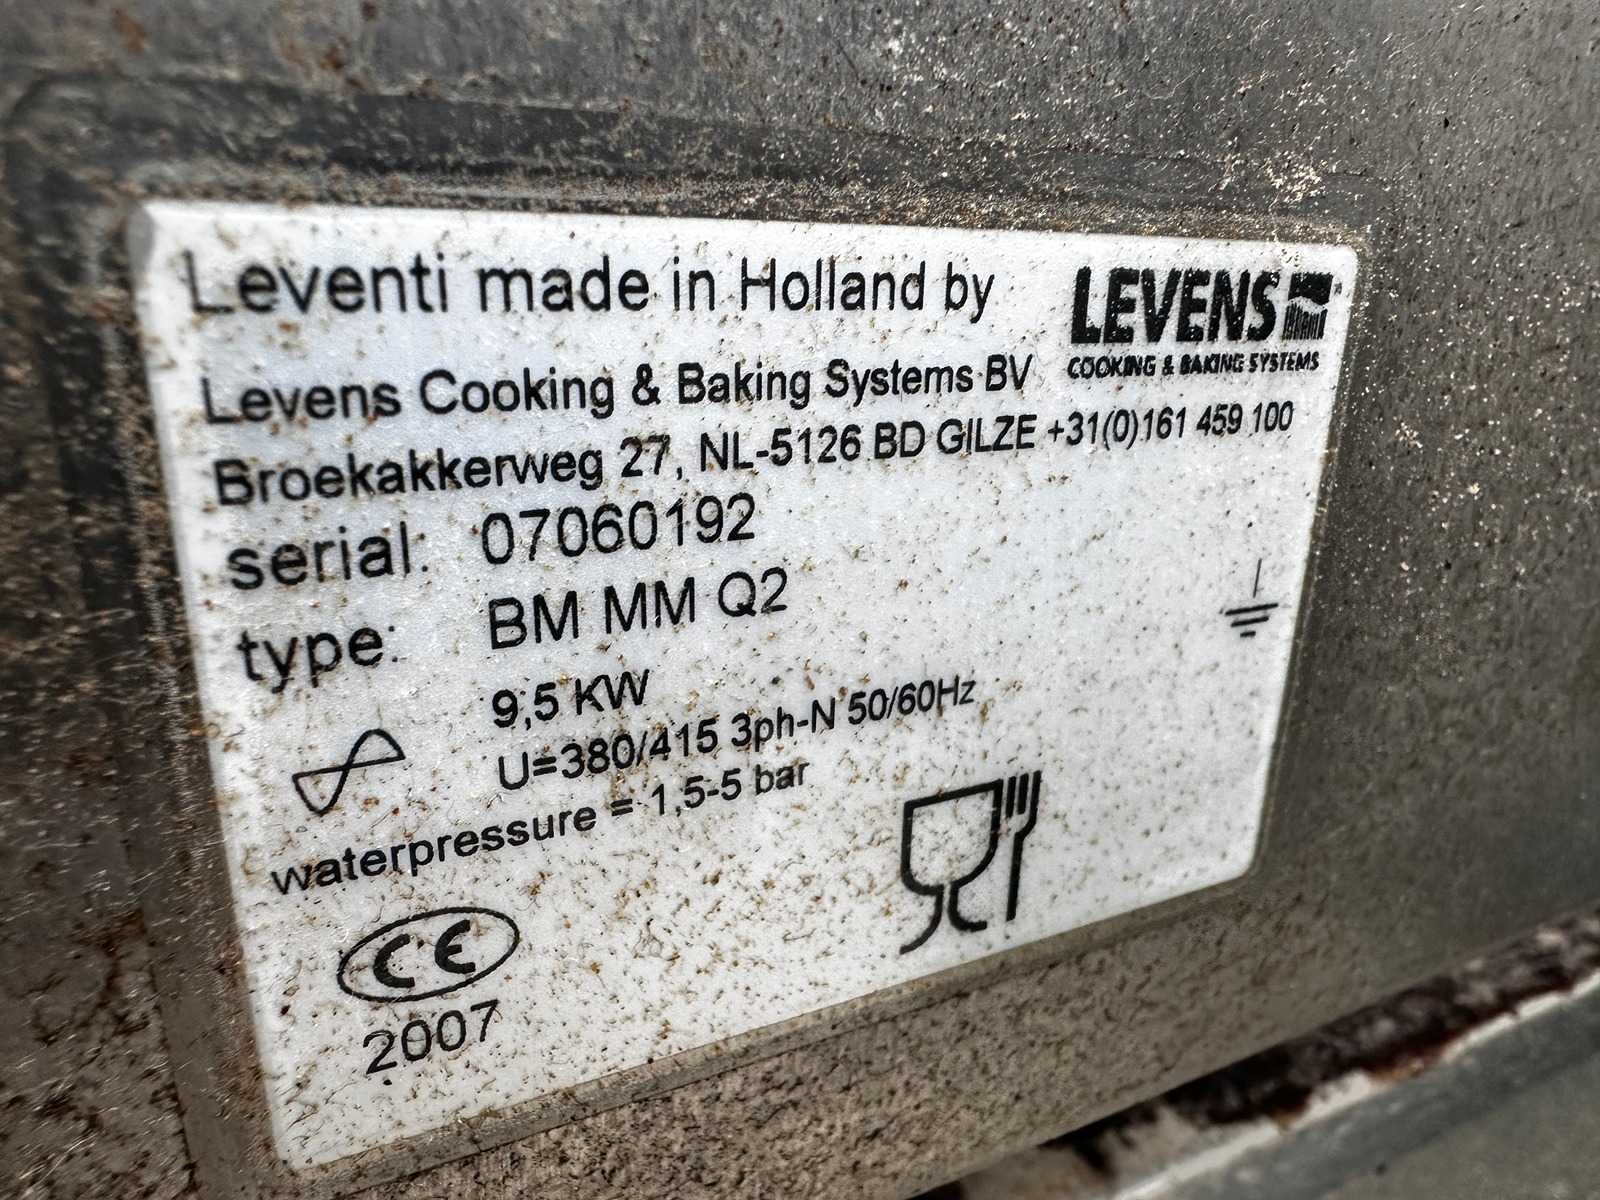 Leventi made in Holland by
LEVENS
COOKING & BAKING SYSTEMS
Levens Cooking & Baking Systems BV
Broekakkerweg 27, NL-5126 BD GILZE +31(0)161 459 100
serial: 07060192
type: BM MM Q2
9,5 KW
U=380/415 3ph-N 50/60Hz
waterpressure = 1,5-5 bar
CE
2007